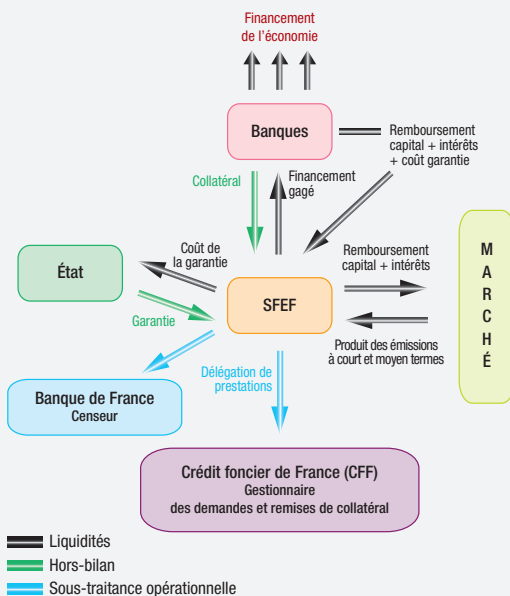 Financement
de l'économie
Banques
Remboursement
capital + intérêts
+ coût garantie
Collatéral
Financement
gagé
Coût de
la garantie
Remboursement
capital + intérêts
M
A
R
C
H
É
État
SFEF
Garantie
Produit des émissions
à court et moyen termes
Délégation de
prestations
Banque de France
Censeur
Crédit foncier de France (CFF)
Gestionnaire
des demandes et remises de collatéral
Liquidités
Hors-bilan
Sous-traitance opérationnelle